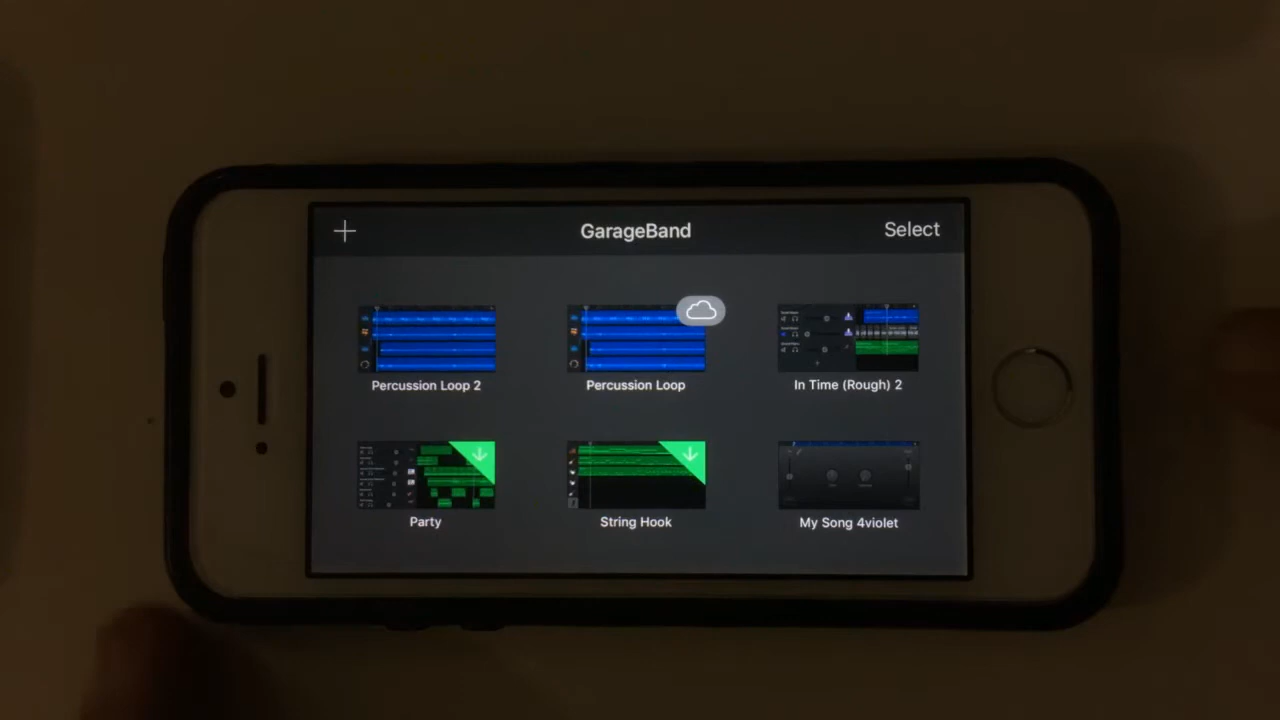 GarageBand
Select
Percussion Loop 2
Percussion Loop
In Time (Rough) 2
Party
String Hook
My Song 4violet